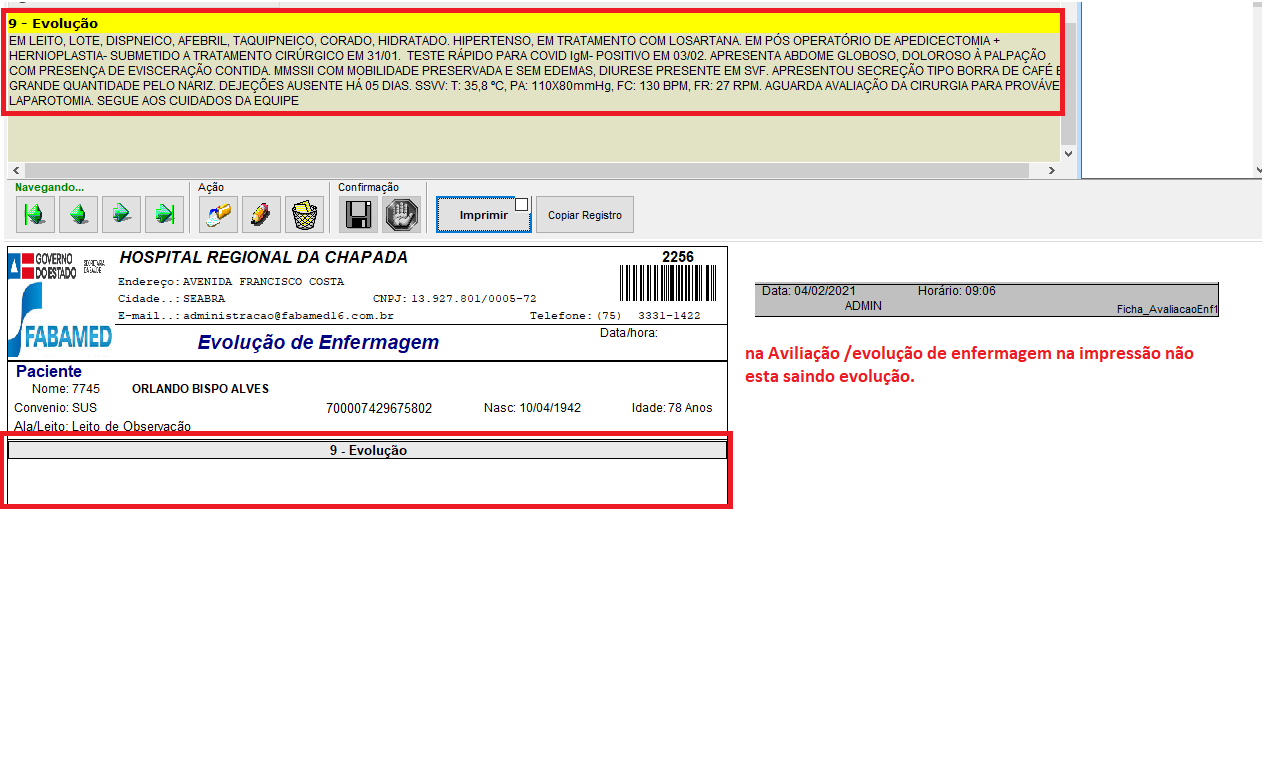 9 - Evolução
EM LEITO, LOTE, DISPNEICO, AFEBRIL, TAQUIPNEICO, CORADO, HIDRATADO. HIPERTENSO, EM TRATAMENTO COM LOSARTANA. EM PÓS OPERATÓRIO DE APEDICECTOMIA +
HERNIOPLASTIA- SUBMETIDO A TRATAMENTO CIRÚRGICO EM 31/01. TESTE RÁPIDO PARA COVID IgM- POSITIVO EM 03/02. APRESENTA ABDOME GLOBOSO, DOLOROSO À PALPAÇÃO
COM PRESENÇA DE EVISCERAÇÃO CONTIDA. MMSSII COM MOBILIDADE PRESERVADA E SEM EDEMAS, DIURESE PRESENTE EM SVF. APRESENTOU SECREÇÃO TIPO BORRA DE CAFÉ E
GRANDE QUANTIDADE PELO NARIZ. DEJEÇÕES AUSENTE HÁ 05 DIAS. SSVV: T: 35,8 ºC, PA: 110X80mmHg, FC: 130 BPM, FR: 27 RPM. AGUARDA AVALIAÇÃO DA CIRURGIA PARA PROVÁVE
LAPAROTOMIA. SEGUE AOS CUIDADOS DA EQUIPE
Navegando... Ação Confirmação
Imprimir Copiar Registro
GOVERNO DO ESTADO SECRETARIA DA SAÚDE
FABAMED
HOSPITAL REGIONAL DA CHAPADA 2256
Endereço: AVENIDA FRANCISCO COSTA
Cidade..: SEABRA CNPJ: 13.927.801/0005-72
E-mail..: administracao@fabamed16.com.br Telefone: (75) 3331-1422
Evolução de Enfermagem Data/hora:
Paciente
Nome: 7745 ORLANDO BISPO ALVES
Convenio: SUS 700007429675802 Nasc: 10/04/1942 Idade: 78 Anos
Ala/Leito: Leito de Observação
9 - Evolução
Data: 04/02/2021 Horário: 09:06
ADMIN Ficha_AvaliacaoEnf1
na Aviliação /evolução de enfermagem na impressão não
esta saindo evolução.